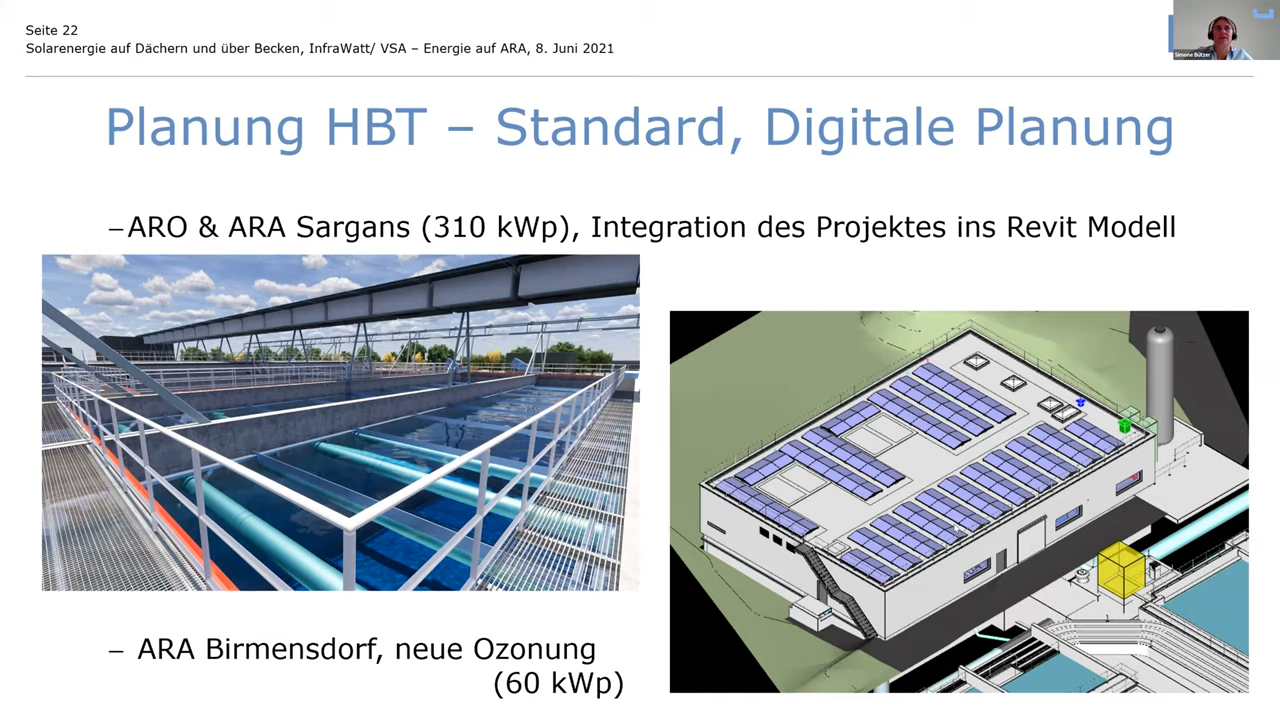 Seite 22
Solarenergie auf Dächern und über Becken, InfraWatt/ VSA – Energie auf ARA, 8. Juni 2021
Simone Bützer
Planung HBT – Standard, Digitale Planung
–ARO & ARA Sargans (310 kWp), Integration des Projektes ins Revit Modell
– ARA Birmensdorf, neue Ozonung
(60 kWp)